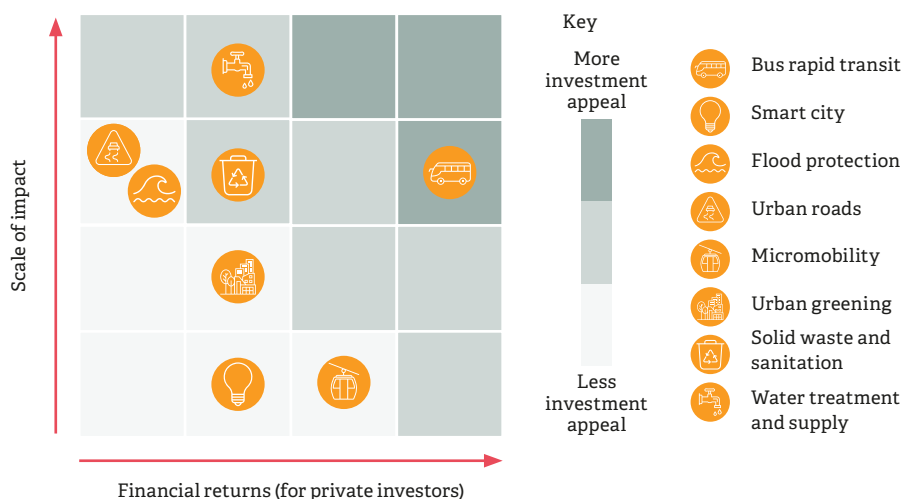 Key
More
investment
appeal
Less
investment
appeal
Bus rapid transit
Smart city
Flood protection
Urban roads
Micromobility
Urban greening
Solid waste and
sanitation
Water treatment
and supply
Scale of impact
Financial returns (for private investors)